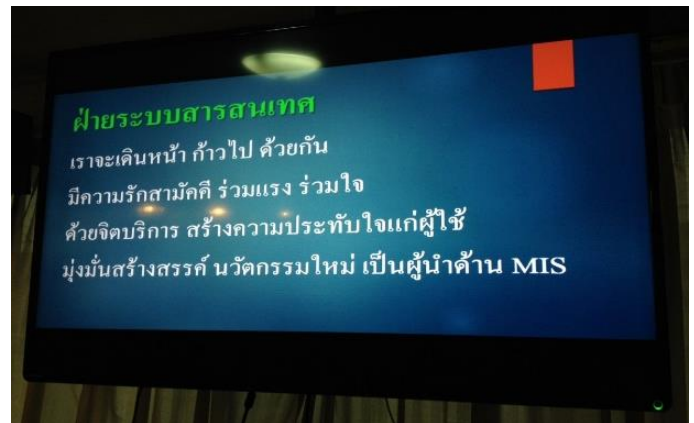 ฝ่ายระบบสารสนเทศ
เราจะเดินหน้า ก้าวไป ด้วยกัน
มีความรักสามัคคี ร่วมแรง ร่วมใจ
ด้วยจิตบริการ สร้างความประทับใจแก่ผู้ใช้
มุ่งมั่นสร้างสรรค์ นวัตกรรมใหม่ เป็นผู้นำด้าน MIS